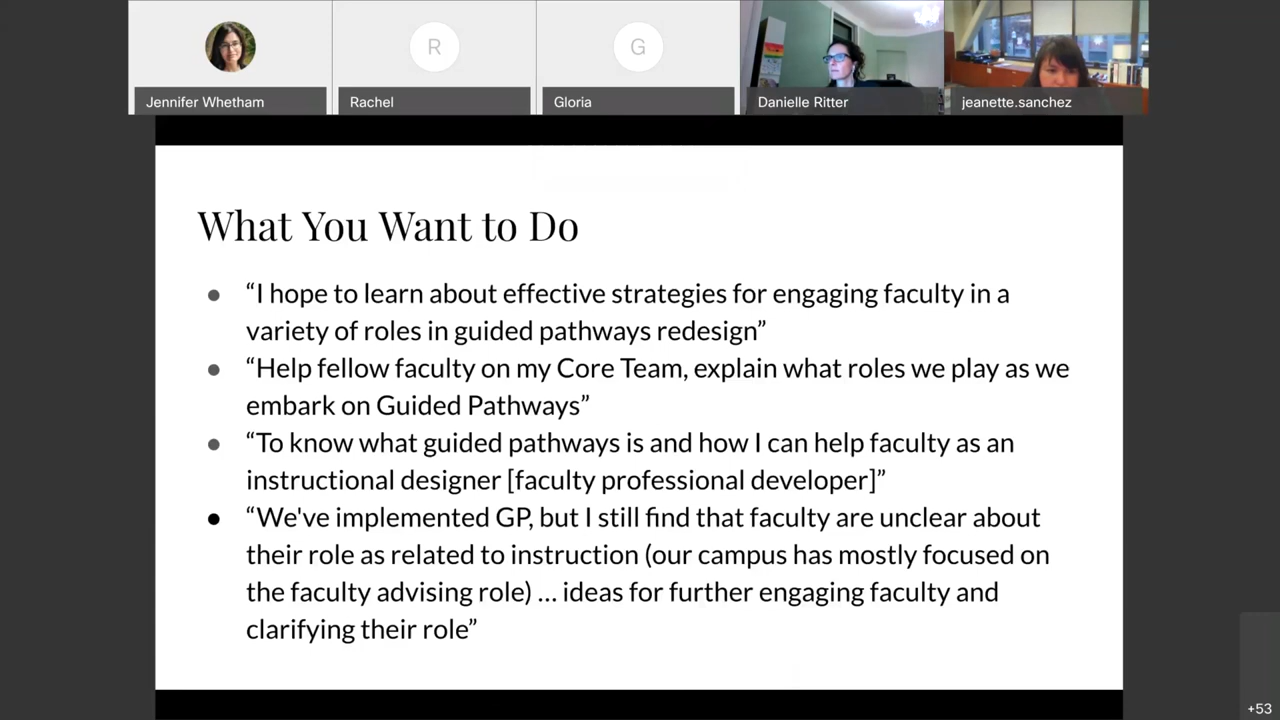 R
G
Jennifer Whetham
Rachel
Gloria
Danielle Ritter
jeanette.sanchez
What You Want to Do
● “I hope to learn about effective strategies for engaging faculty in a
variety of roles in guided pathways redesign”
● “Help fellow faculty on my Core Team, explain what roles we play as we
embark on Guided Pathways”
● “To know what guided pathways is and how I can help faculty as an
instructional designer [faculty professional developer]”
● “We've implemented GP, but I still find that faculty are unclear about
their role as related to instruction (our campus has mostly focused on
the faculty advising role) ... ideas for further engaging faculty and
clarifying their role”
+53